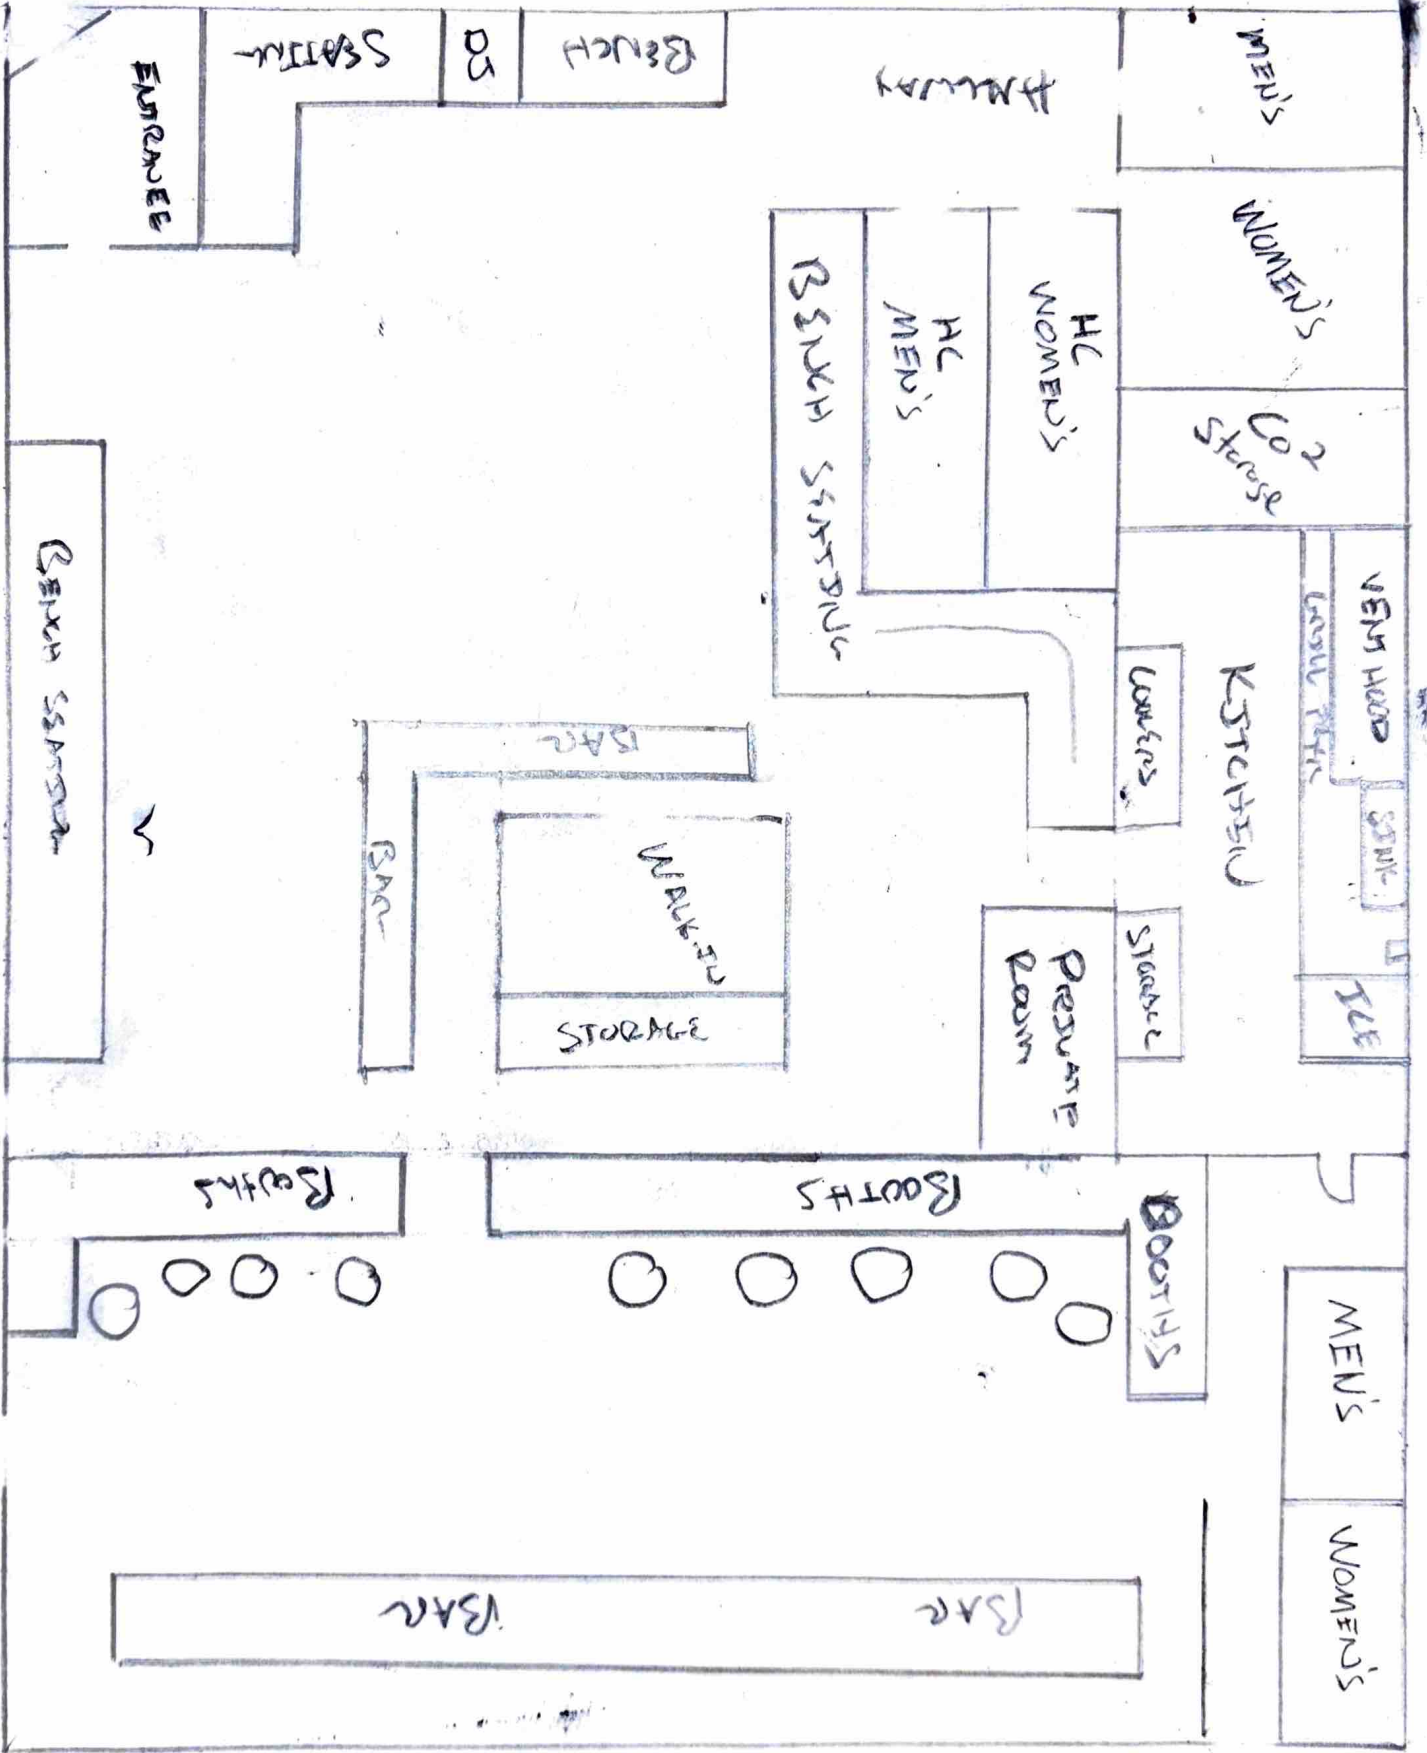 ENTRANCE
SEATING
DJ
BENCH
HALLWAY
MEN'S
WOMEN'S
BENCH SEATING
HC
MEN'S
HC
WOMEN'S
CO2
Storage
VENT HOOD
KITCHEN
COOLERS
SINK
BENCH SEATING
BAR
BAR
WALK-IN
STORAGE
PRIVATE
ROOM
STORAGE
ICE
Booths
BOOTHS
BOOTHS
MEN'S
WOMEN'S
BAR
BAR